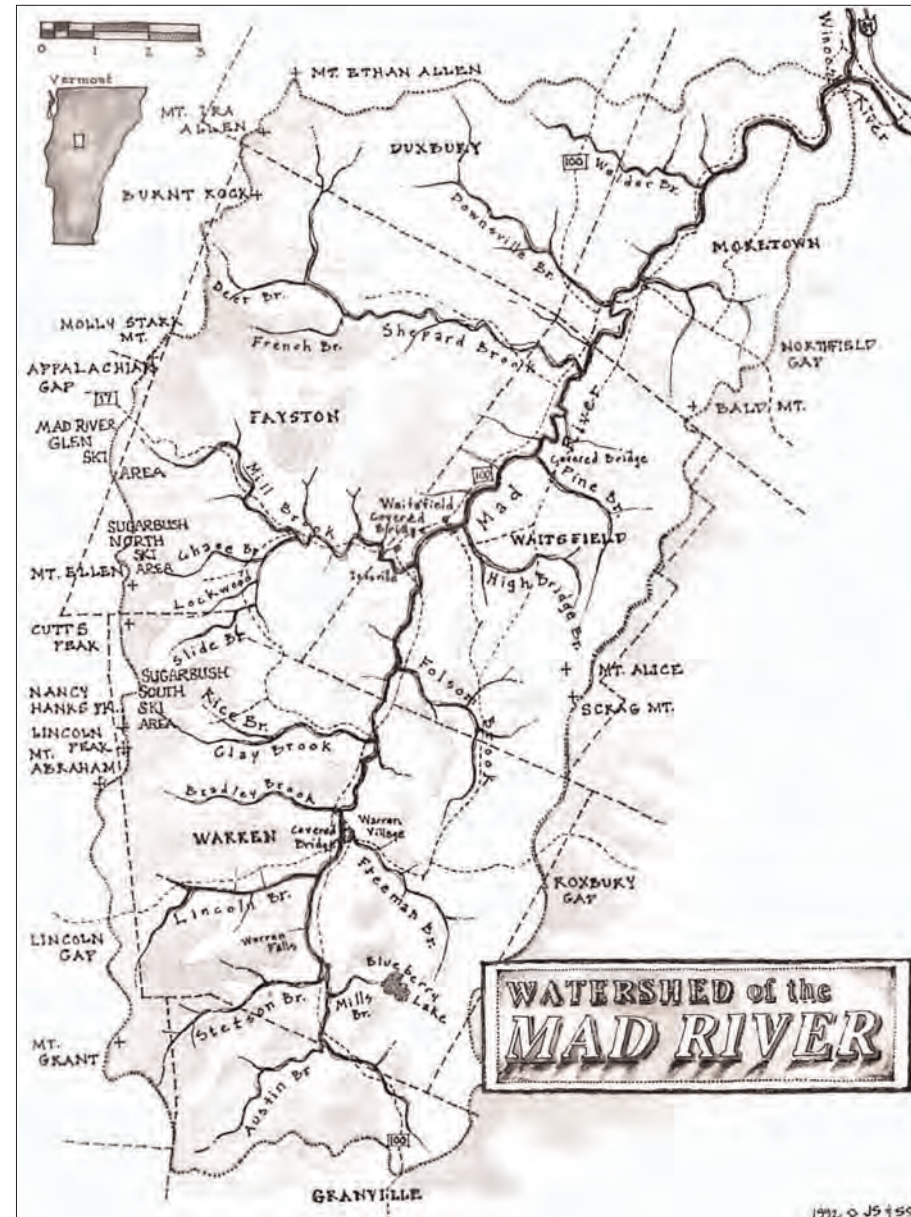 0 1 2 3
Vermont
MT. ETHAN ALLEN
MT. IRA
ALLEN
BURNT ROCK
DUXBURY
100
Welder Br.
Dowsville Br.
Winooski
River
MORETOWN
Deer Br.
French Br.
Shepard Brook
MOLLY STARK
MT.
APPALACHIAN
GAP
17
MAD RIVER
GLEN
SKI
AREA
FAYSTON
NORTHFIELD
GAP
BALD MT.
Mill Brook
100
Mad River
Covered Bridge
Pine Br.
Waitsfield
Covered
Bridge
WAITSFIELD
Irasville
High Bridge Br.
SUGARBUSH
NORTH
SKI
AREA
Chase Br.
MT. ELLEN
Lockwood
CUTTS
PEAK
Slide Br.
SUGARBUSH
SOUTH
SKI
AREA
NANCY
HANKS PK.
LINCOLN
PEAK
MT.
ABRAHAM
Rice Br.
Clay Brook
Folsom Brook
MT. ALICE
SCRAG MT.
Bradley Brook
WARREN
Covered
Bridge
Warren
Village
Freeman Br.
ROXBURY
GAP
Lincoln Br.
LINCOLN
GAP
Warren
Falls
Blueberry
Lake
Mills
Br.
Stetson Br.
MT.
GRANT
Austin Br
100
GRANVILLE
WATERSHED of the
MAD RIVER
1992 © JS & SS